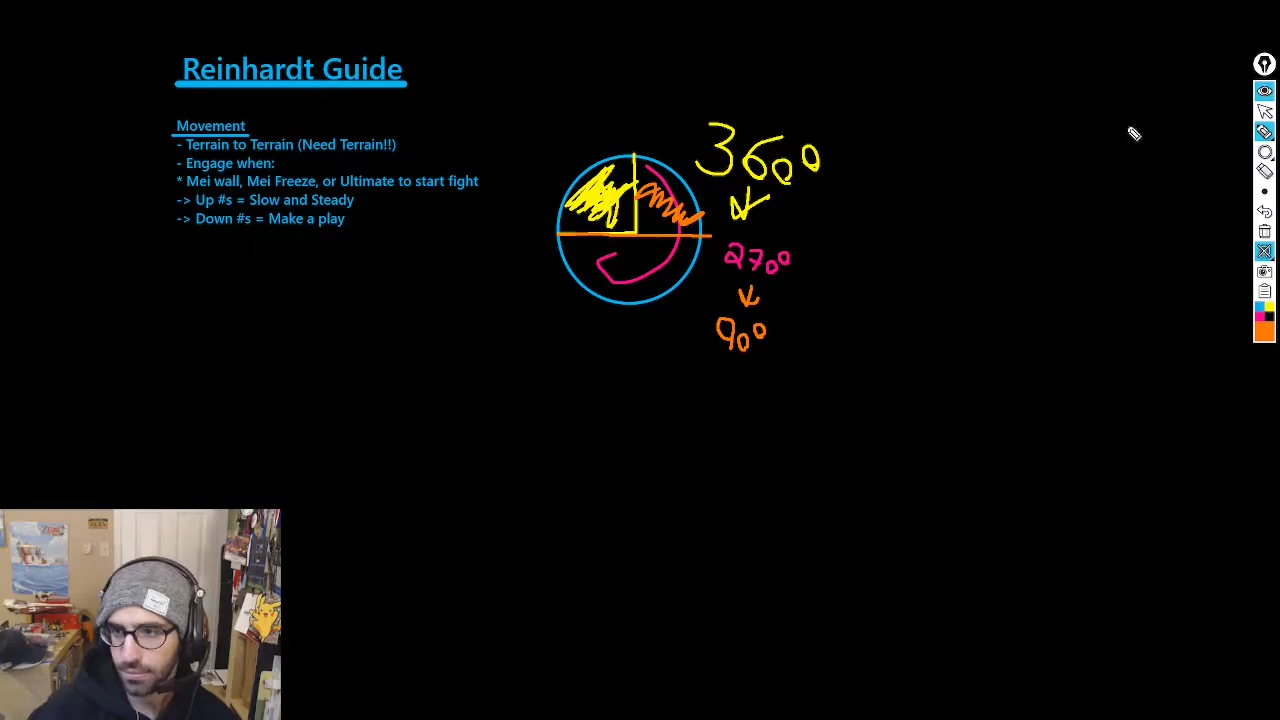 Reinhardt Guide
Movement
- Terrain to Terrain (Need Terrain!!)
- Engage when:
* Mei wall, Mei Freeze, or Ultimate to start fight
-> Up #s = Slow and Steady
-> Down #s = Make a play
3600
2700
900
ZELDA